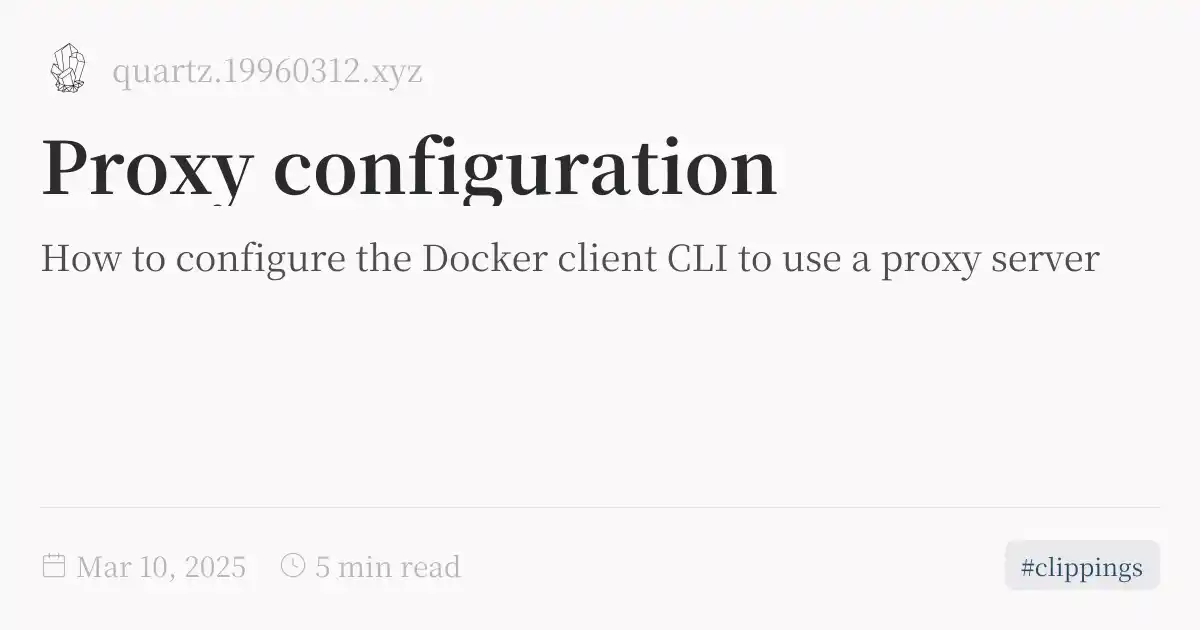 quartz.19960312.xyz
Proxy configuration
How to configure the Docker client CLI to use a proxy server
Mar 10, 2025 5 min read #clippings